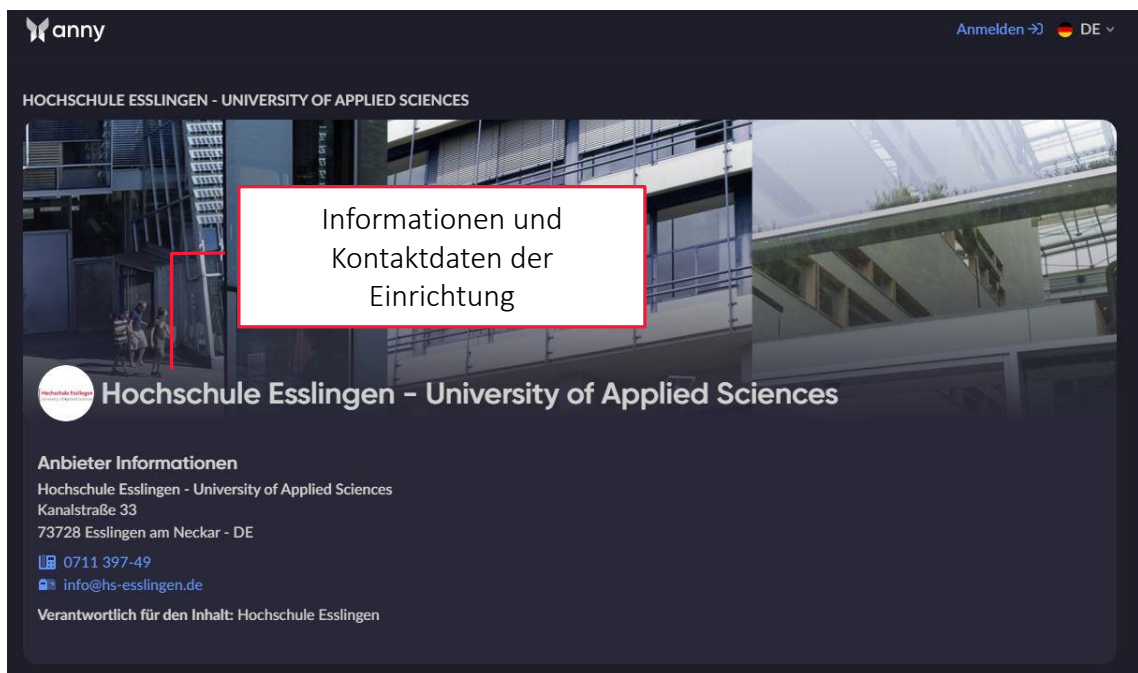 anny
Anmelden
DE
HOCHSCHULE ESSLINGEN - UNIVERSITY OF APPLIED SCIENCES
Informationen und
Kontaktdaten der
Einrichtung
Hochschule Esslingen
Hochschule Esslingen - University of Applied Sciences
Anbieter Informationen
Hochschule Esslingen - University of Applied Sciences
Kanalstraße 33
73728 Esslingen am Neckar - DE
0711 397-49
info@hs-esslingen.de
Verantwortlich für den Inhalt: Hochschule Esslingen